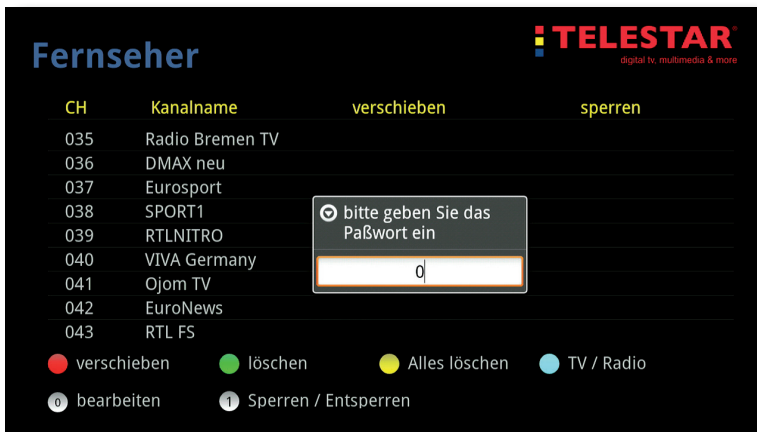 Fernseher
TELESTAR
digital tv, multimedia & more
CH Kanalname verschieben sperren
035 Radio Bremen TV
036 DMAX neu
037 Eurosport
038 SPORT1
039 RTLNITRO
040 VIVA Germany
041 Ojom TV
042 EuroNews
043 RTL FS
bitte geben Sie das
Paßwort ein
0
verschieben löschen Alles löschen TV / Radio
0 bearbeiten 1 Sperren / Entsperren